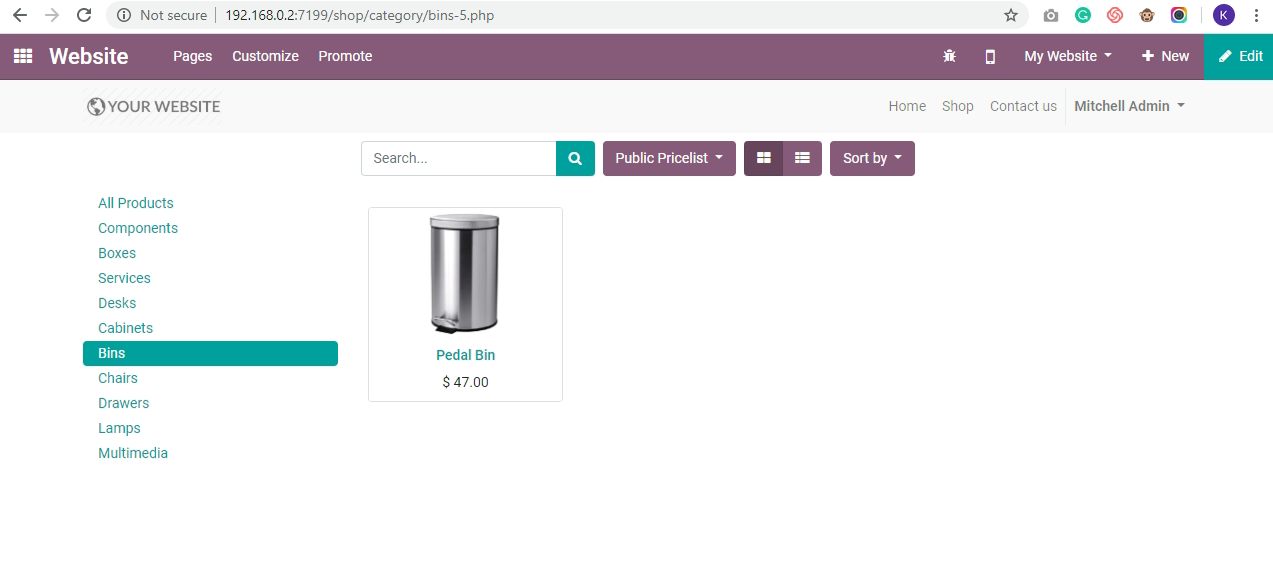 Not secure 192.168.0.2:7199/shop/category/bins-5.php K
Website Pages Customize Promote My Website New Edit
YOUR WEBSITE Home Shop Contact us Mitchell Admin
Search... Public Pricelist Sort by
All Products
Components
Boxes
Services
Desks
Cabinets
Bins
Chairs
Drawers
Lamps
Multimedia
Pedal Bin
$ 47.00